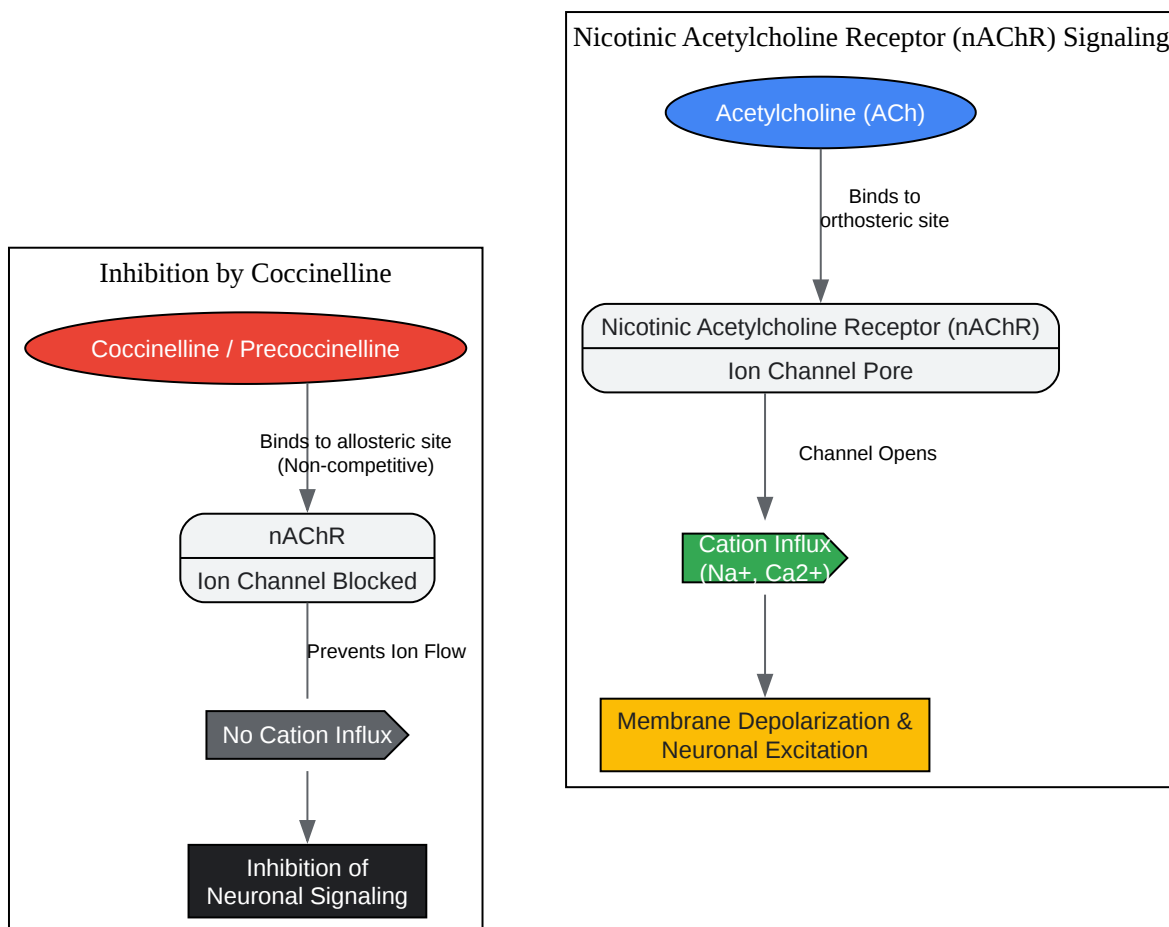 Inhibition by Coccinelline
Coccinelline / Precoccinelline
Binds to allosteric site
(Non-competitive)
nAChR
Ion Channel Blocked
Prevents Ion Flow
No Cation Influx
Inhibition of
Neuronal Signaling
Nicotinic Acetylcholine Receptor (nAChR) Signaling
Acetylcholine (ACh)
Binds to
orthosteric site
Nicotinic Acetylcholine Receptor (nAChR)
Ion Channel Pore
Channel Opens
Cation Influx
(Na+, Ca2+)
Membrane Depolarization &
Neuronal Excitation